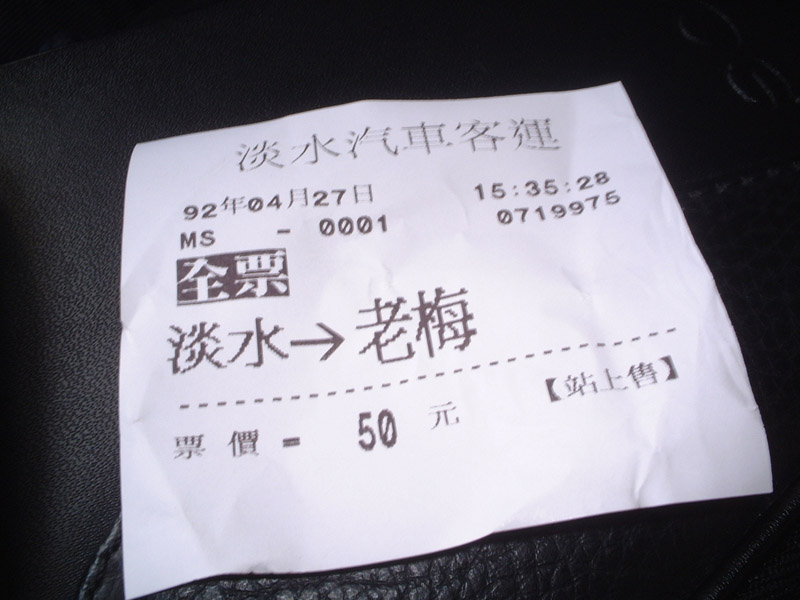 淡水汽車客運
92年04月27日 15:35:28
MS - 0001 0719975
全票
淡水→老梅
【站上售】
票價= 50 元